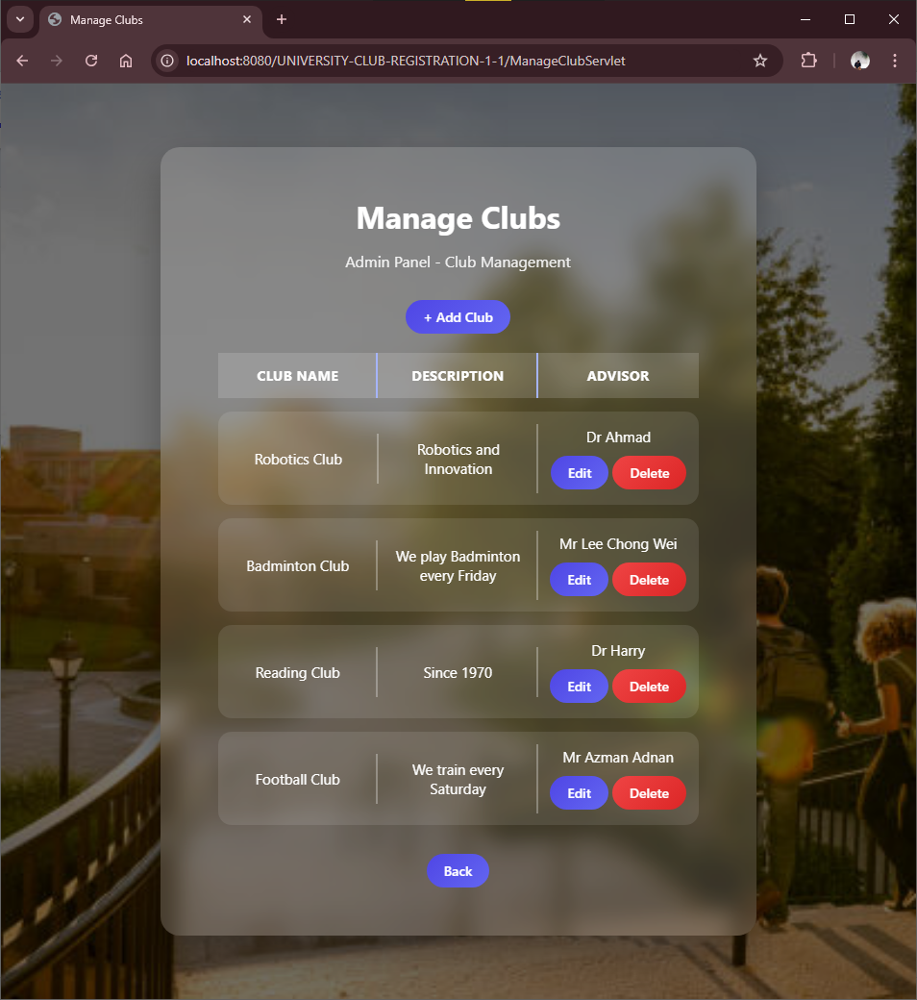 Manage Clubs
localhost:8080/UNIVERSITY-CLUB-REGISTRATION-1-1/ManageClubServlet
Manage Clubs
Admin Panel - Club Management
+ Add Club
CLUB NAME DESCRIPTION ADVISOR
Robotics Club
Robotics and
Innovation
Dr Ahmad
Edit Delete
Badminton Club
We play Badminton
every Friday
Mr Lee Chong Wei
Edit Delete
Reading Club
Since 1970
Dr Harry
Edit Delete
Football Club
We train every
Saturday
Mr Azman Adnan
Edit Delete
Back